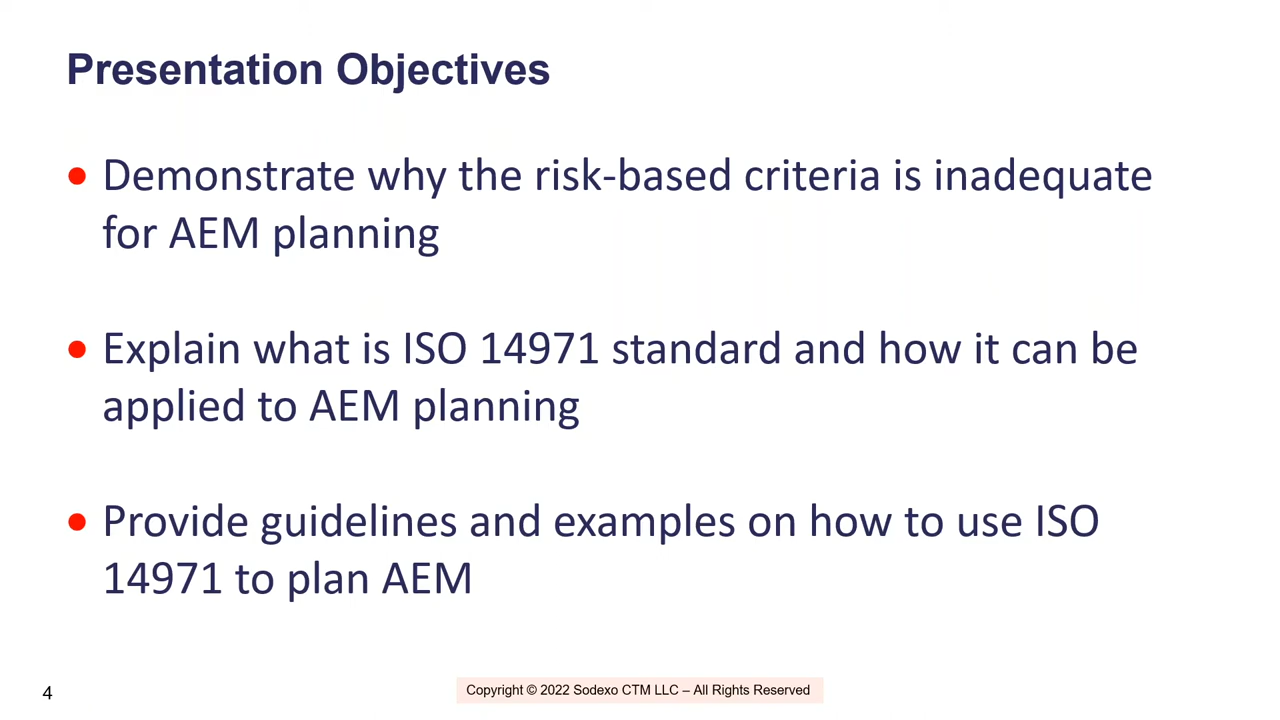 Presentation Objectives
• Demonstrate why the risk-based criteria is inadequate
for AEM planning
• Explain what is ISO 14971 standard and how it can be
applied to AEM planning
• Provide guidelines and examples on how to use ISO
14971 to plan AEM
4
Copyright © 2022 Sodexo CTM LLC – All Rights Reserved